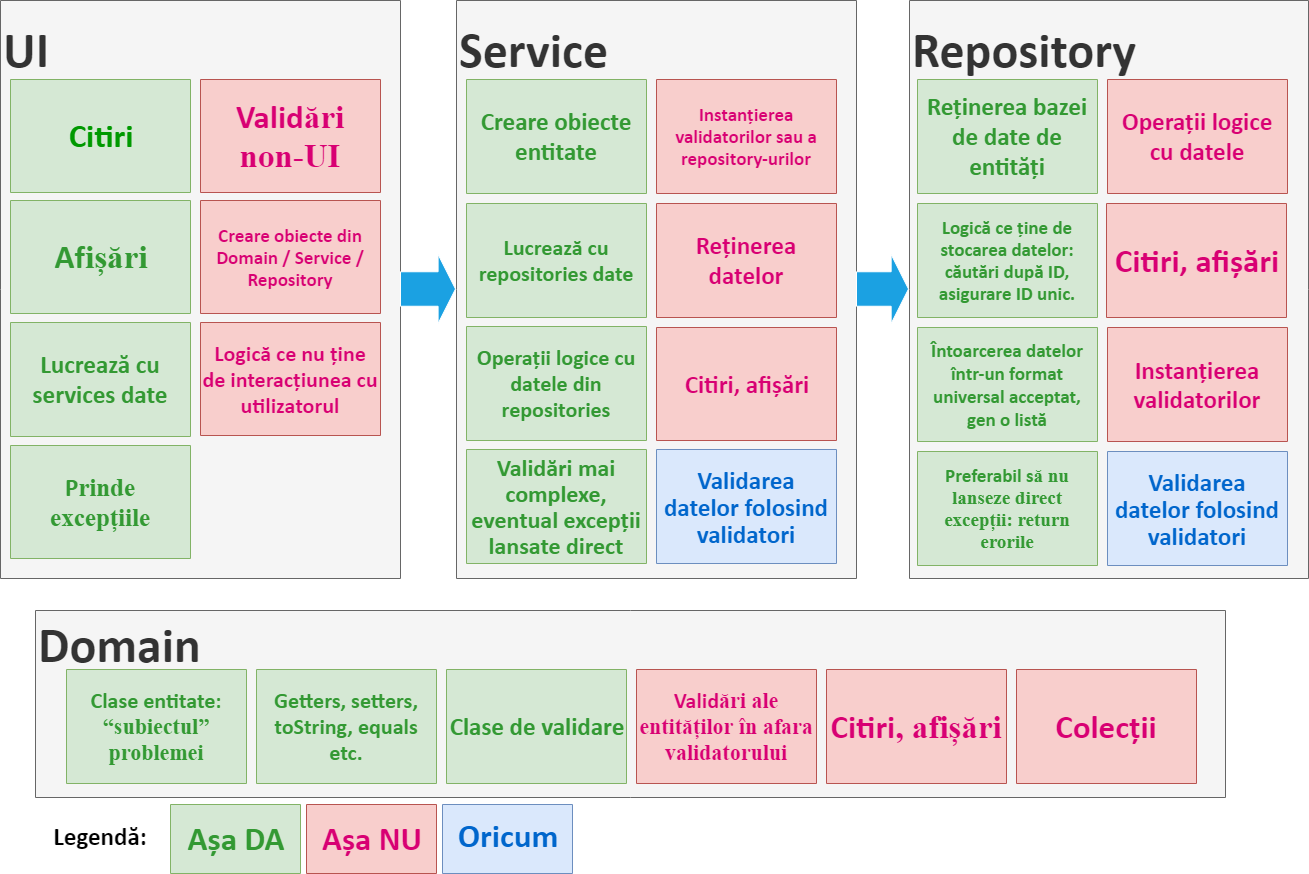 UI
Citiri
Validări
non-UI
Afișări
Creare obiecte din
Domain / Service /
Repository
Lucrează cu
services date
Logică ce nu ține
de interacțiunea cu
utilizatorul
Prinde
excepțiile
Service
Creare obiecte
entitate
Instanțierea
validatorilor sau a
repository-urilor
Lucrează cu
repositories date
Reținerea
datelor
Operații logice cu
datele din
repositories
Citiri, afișări
Validări mai
complexe,
eventual excepții
lansate direct
Validarea
datelor folosind
validatori
Repository
Reținerea bazei
de date de
entități
Operații logice
cu datele
Logică ce ține de
stocarea datelor:
căutări după ID,
asigurare ID unic.
Citiri, afișări
Întoarcerea datelor
într-un format
universal acceptat,
gen o listă
Instanțierea
validatorilor
Preferabil să nu
lanseze direct
excepții: return
erorile
Validarea
datelor folosind
validatori
Domain
Clase entitate:
“subiectul”
problemei
Getters, setters,
toString, equals
etc.
Clase de validare
Validări ale
entităților în afara
validatorului
Citiri, afișări
Colecții
Legendă:
Așa DA
Așa NU
Oricum